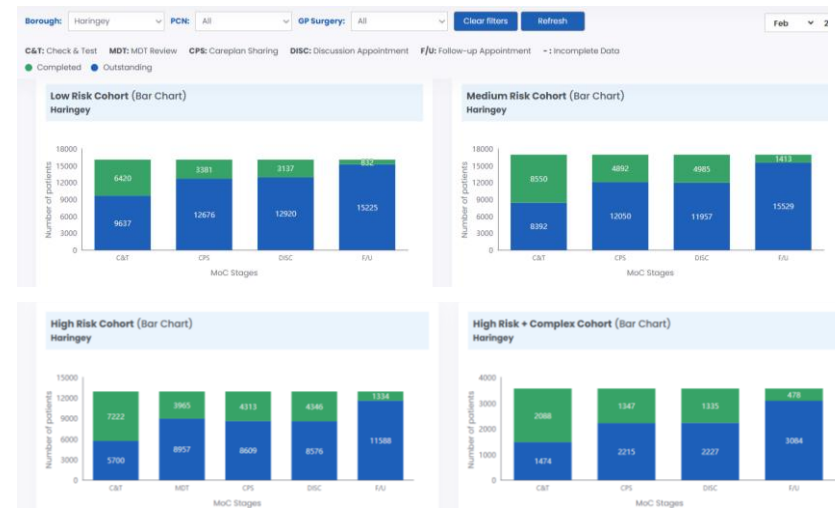 Borough: Haringey PCN: All GP Surgery: All Clear filters Refresh Feb 2
C&T: Check & Test MDT: MDT Review CPS: Careplan Sharing DISC: Discussion Appointment F/U: Follow-up Appointment - : Incomplete Data
Completed Outstanding
Low Risk Cohort (Bar Chart)
Haringey
Number of patients
18000
15000
12000
9000
6000
3000
0
6420 3381 3137 832
9637 12676 12920 15225
C&T CPS DISC F/U
MoC Stages
Medium Risk Cohort (Bar Chart)
Haringey
Number of patients
18000
15000
12000
9000
6000
3000
0
8550 4892 4985 1413
8392 12050 11957 15529
C&T CPS DISC F/U
MoC Stages
High Risk Cohort (Bar Chart)
Haringey
Number of patients
15000
12000
9000
6000
3000
0
7222 3965 4313 4346 1334
5700 8957 8609 8576 11588
C&T MDT CPS DISC F/U
MoC Stages
High Risk + Complex Cohort (Bar Chart)
Haringey
Number of patients
4000
3000
2000
1000
0
2088 1347 1335 478
1474 2215 2227 3084
C&T CPS DISC F/U
MoC Stages